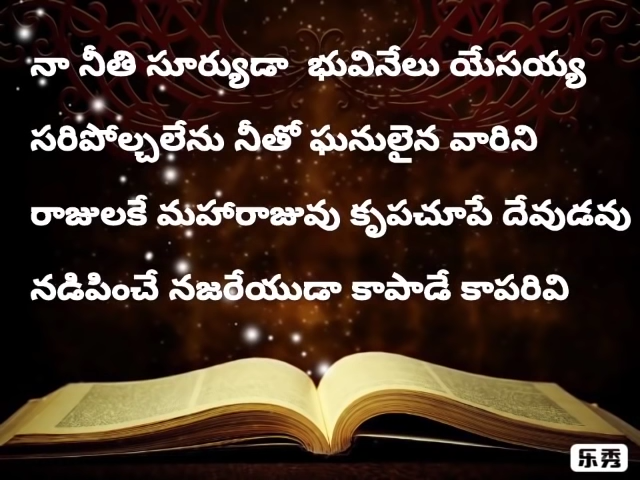 నా నీతి సూర్యుడా భువినేలు యేసయ్య
సరిపోల్చలేను నీతో ఘనులైన వారిని
రాజులకే మహారాజువు కృపచూపే దేవుడవు
నడిపించే నజరేయుడా కాపాడే కాపరివి
乐秀